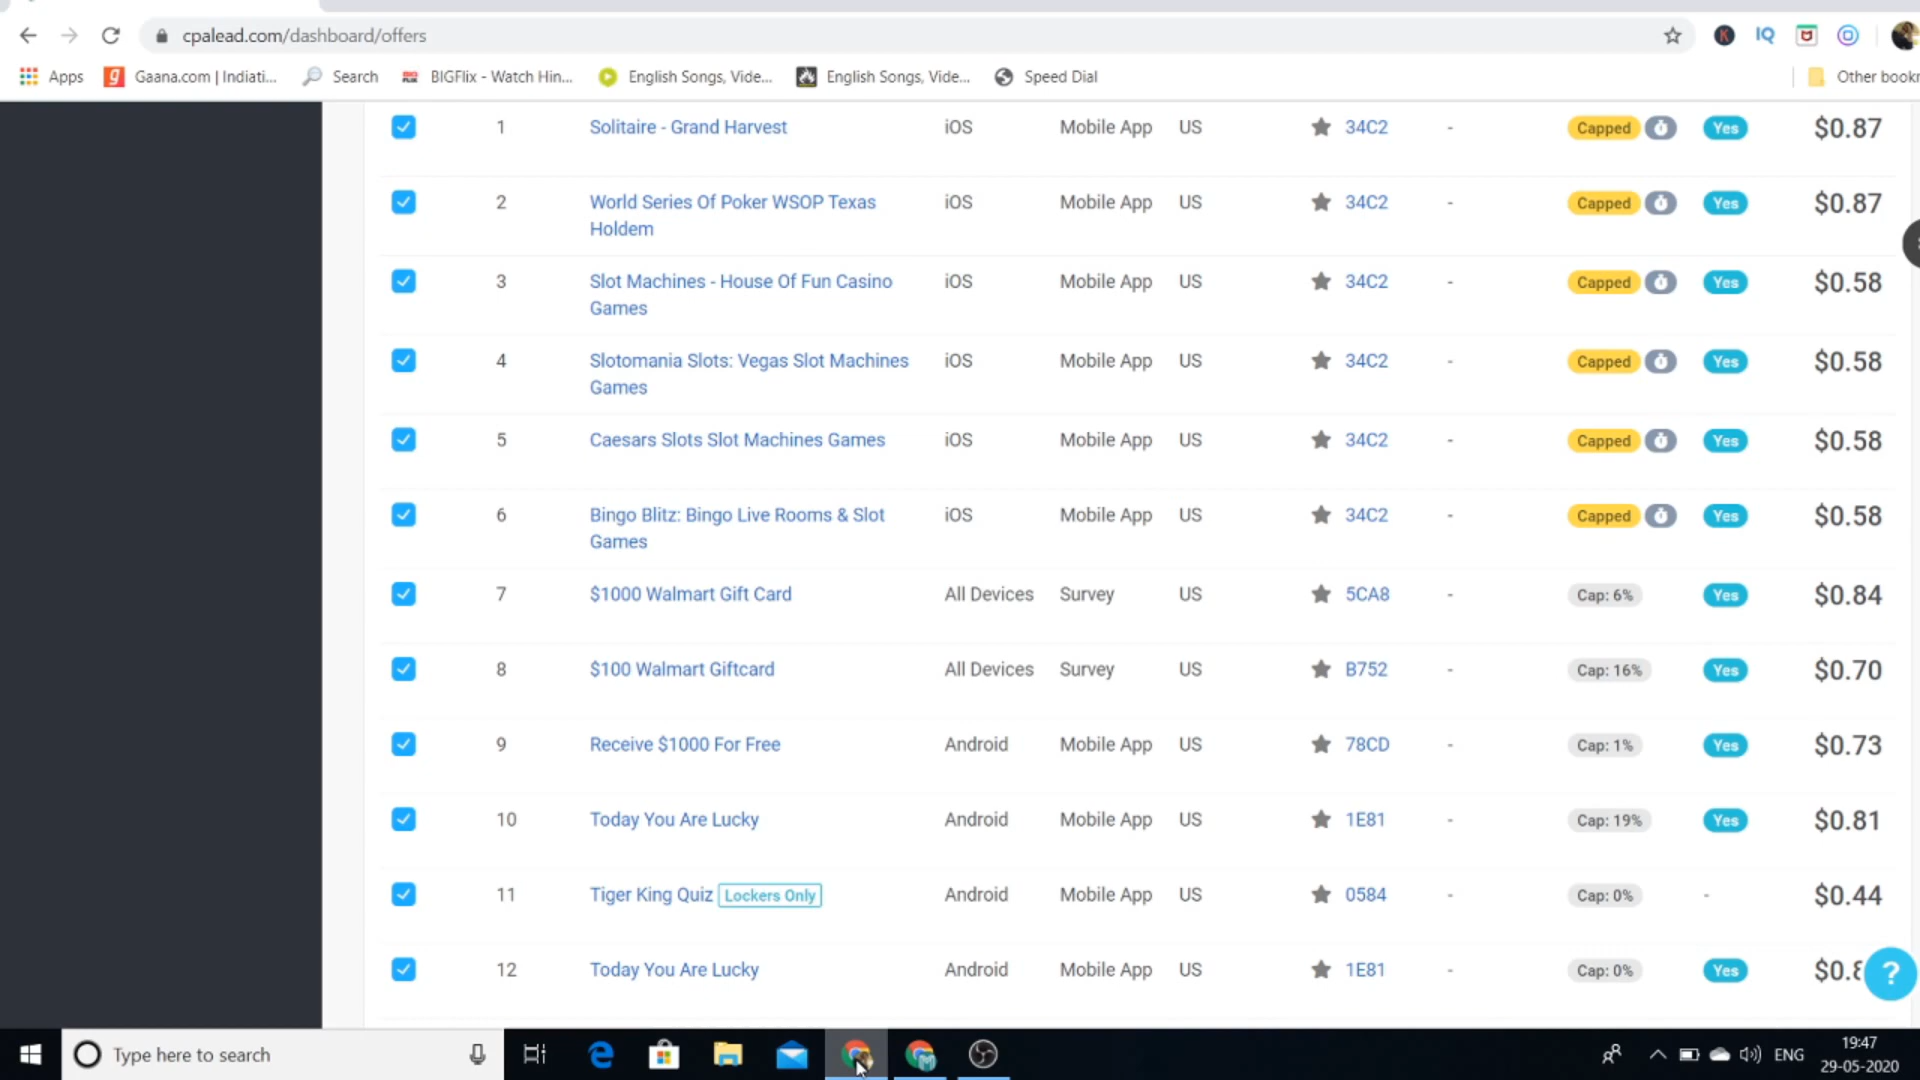 cpalead.com/dashboard/offers
IQ
Apps Gaana.com | Indiati... Search BIGFlix - Watch Hin... English Songs, Vide... English Songs, Vide... Speed Dial Other bookr
1 Solitaire - Grand Harvest iOS Mobile App US 34C2 - Capped Yes $0.87
2 World Series Of Poker WSOP Texas iOS Mobile App US 34C2 - Capped Yes $0.87
Holdem
3 Slot Machines - House Of Fun Casino iOS Mobile App US 34C2 - Capped Yes $0.58
Games
4 Slotomania Slots: Vegas Slot Machines iOS Mobile App US 34C2 - Capped Yes $0.58
Games
5 Caesars Slots Slot Machines Games iOS Mobile App US 34C2 - Capped Yes $0.58
6 Bingo Blitz: Bingo Live Rooms & Slot iOS Mobile App US 34C2 - Capped Yes $0.58
Games
7 $1000 Walmart Gift Card All Devices Survey US 5CA8 - Cap: 6% Yes $0.84
8 $100 Walmart Giftcard All Devices Survey US B752 - Cap: 16% Yes $0.70
9 Receive $1000 For Free Android Mobile App US 78CD - Cap: 1% Yes $0.73
10 Today You Are Lucky Android Mobile App US 1E81 - Cap: 19% Yes $0.81
11 Tiger King Quiz Lockers Only Android Mobile App US 0584 - Cap: 0% - $0.44
12 Today You Are Lucky Android Mobile App US 1E81 - Cap: 0% Yes
?
Type here to search ENG 19:47
29-05-2020